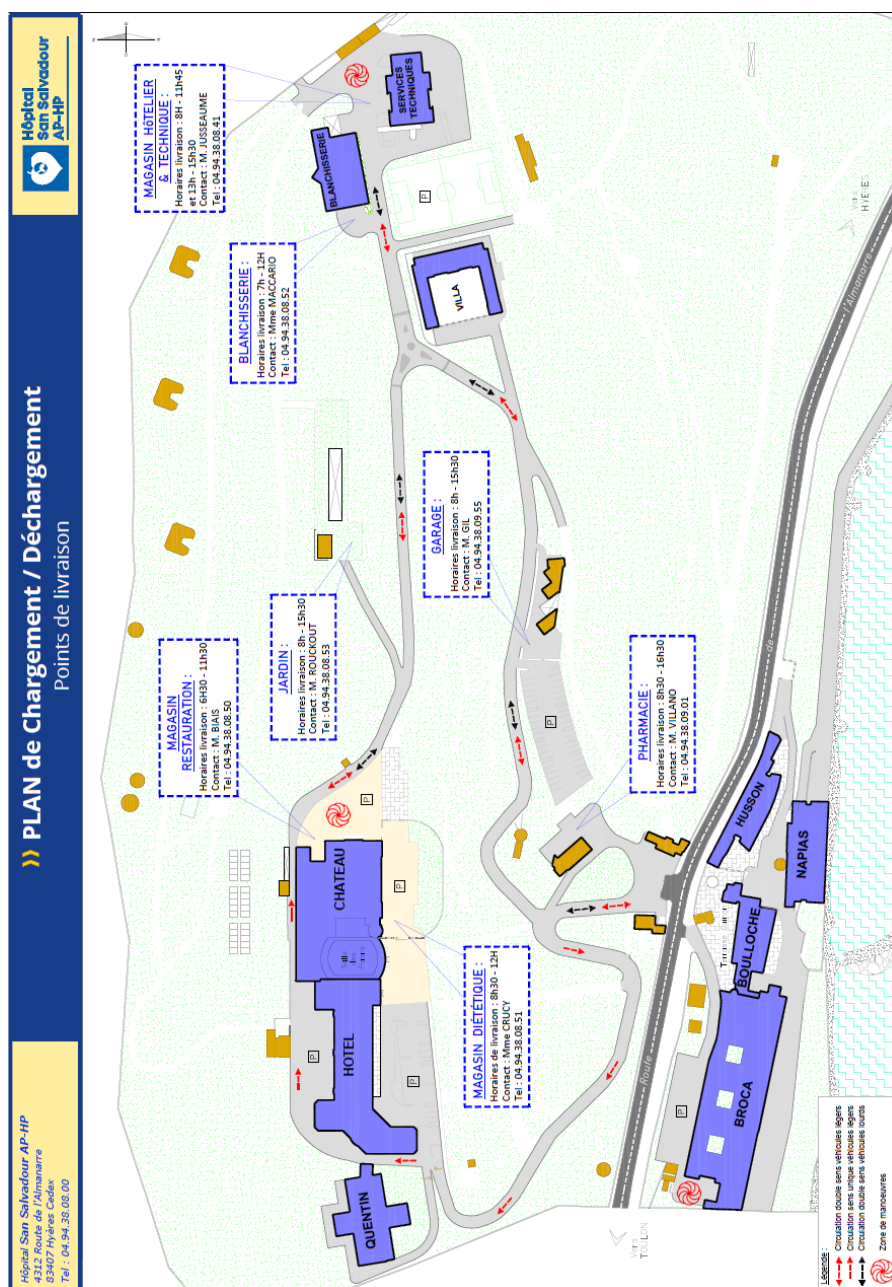 Hôpital San Salvadour AP-HP
4312 Route de l'Almanarre
83407 Hyères Cedex
Tel : 04.94.38.08.00
›› PLAN de Chargement / Déchargement
Points de livraison
Hôpital
San Salvadour
AP-HP
MAGASIN HÔTELIER
& TECHNIQUE :
Horaires livraison : 8H - 11h45
et 13h - 15h30
Contact : M. JUSSEAUME
Tel : 04.94.38.08.41
BLANCHISSERIE :
Horaires livraison : 7h - 12H
Contact : Mme MACCARIO
Tel : 04.94.38.08.52
MAGASIN
RESTAURATION :
Horaires livraison : 6H30 - 11h30
Contact : M. BIAIS
Tel : 04.94.38.08.50
JARDIN :
Horaires livraison : 8h - 15h30
Contact : M. ROUCKOUT
Tel : 04.94.38.08.53
GARAGE :
Horaires livraison : 8h - 15h30
Contact : M. GIL
Tel : 04.94.38.09.55
PHARMACIE :
Horaires livraison : 8h30 - 16h30
Contact : M. VILLANO
Tel : 04.94.38.09.01
MAGASIN DIÉTÉTIQUE :
Horaires de livraison : 8h30 - 12H
Contact : Mme CRUCY
Tel : 04.94.38.08.51
SERVICES
TECHNIQUES
BLANCHISSERIE
VILLA
P
P
P
P
P
P
P
CHATEAU
Salle
des
HOTEL
QUENTIN
HUSSON
NAPIAS
BOULLOCHE
BROCA
Route de l'Almanarre
Vers
TOULON
Vers
HYERES
Légende :
Circulation double sens véhicules légers
Circulation sens unique véhicules légers
Circulation double sens véhicules lourds
Zone de manoeuvres